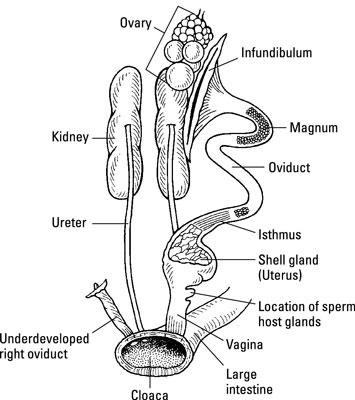 Ovary
Infundibulum
Kidney
Magnum
Oviduct
Ureter
Isthmus
Shell gland
(Uterus)
Location of sperm
host glands
Underdeveloped
right oviduct
Vagina
Large
intestine
Cloaca